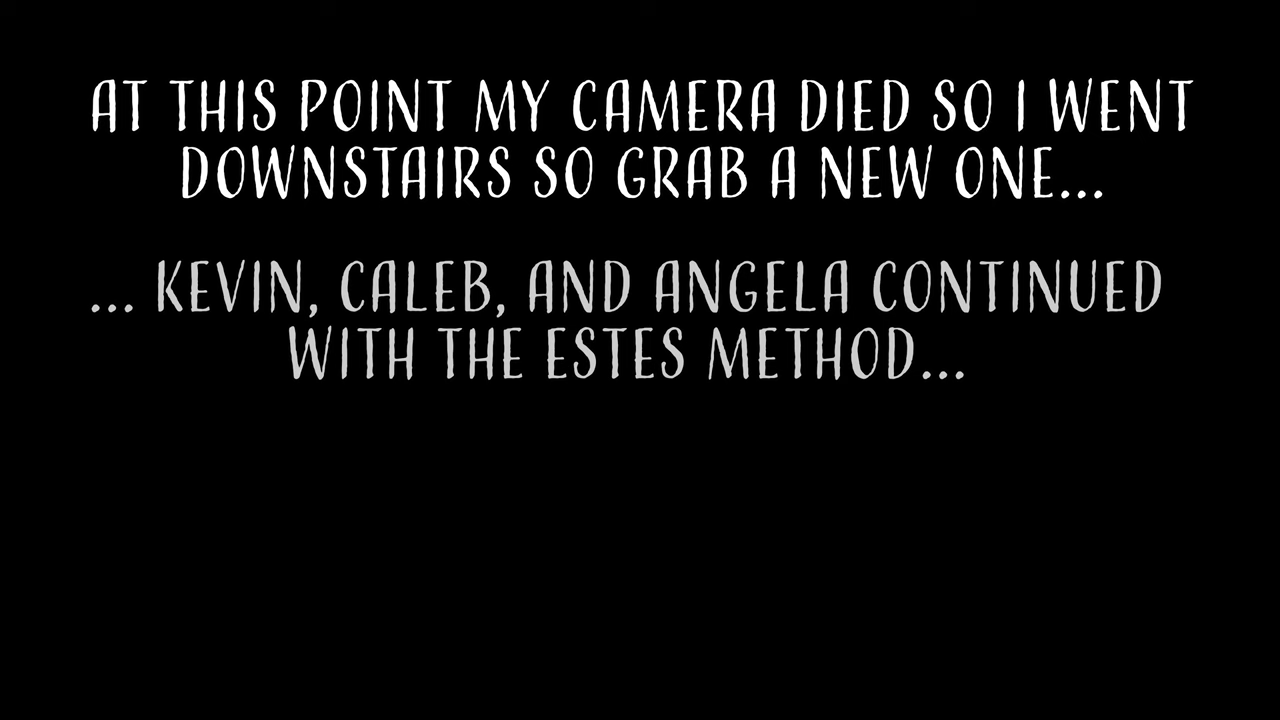 AT THIS POINT MY CAMERA DIED SO I WENT
DOWNSTAIRS SO GRAB A NEW ONE...
... KEVIN, CALEB, AND ANGELA CONTINUED
WITH THE ESTES METHOD...